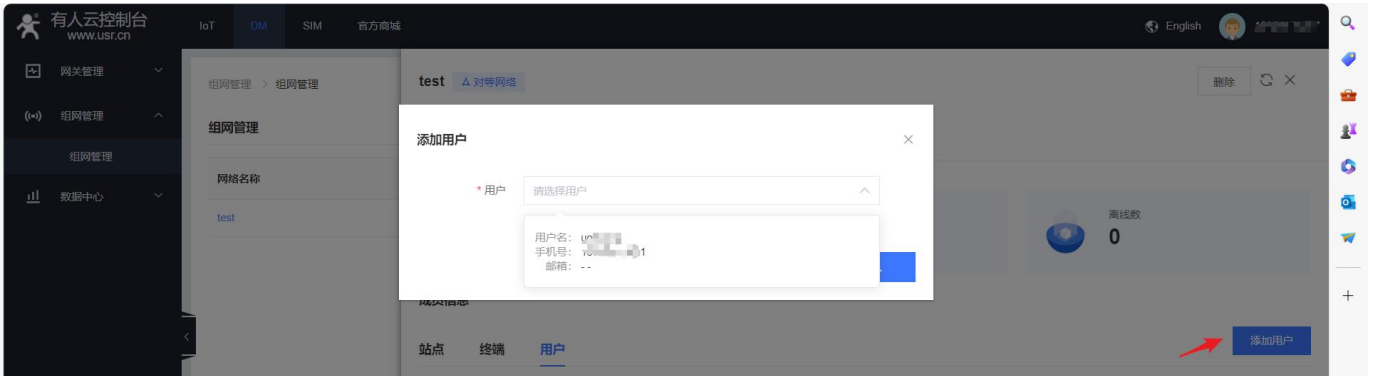 有人云控制台
www.usr.cn
IoT
DM
SIM
官方商城
English
网关管理
组网管理
组网管理
数据中心
组网管理 > 组网管理
组网管理
网络名称
test
test
对等网络
删除
添加用户
* 用户
请选择用户
用户名：
手机号：
邮箱： - -
离线数
0
成员信息
站点
终端
用户
添加用户